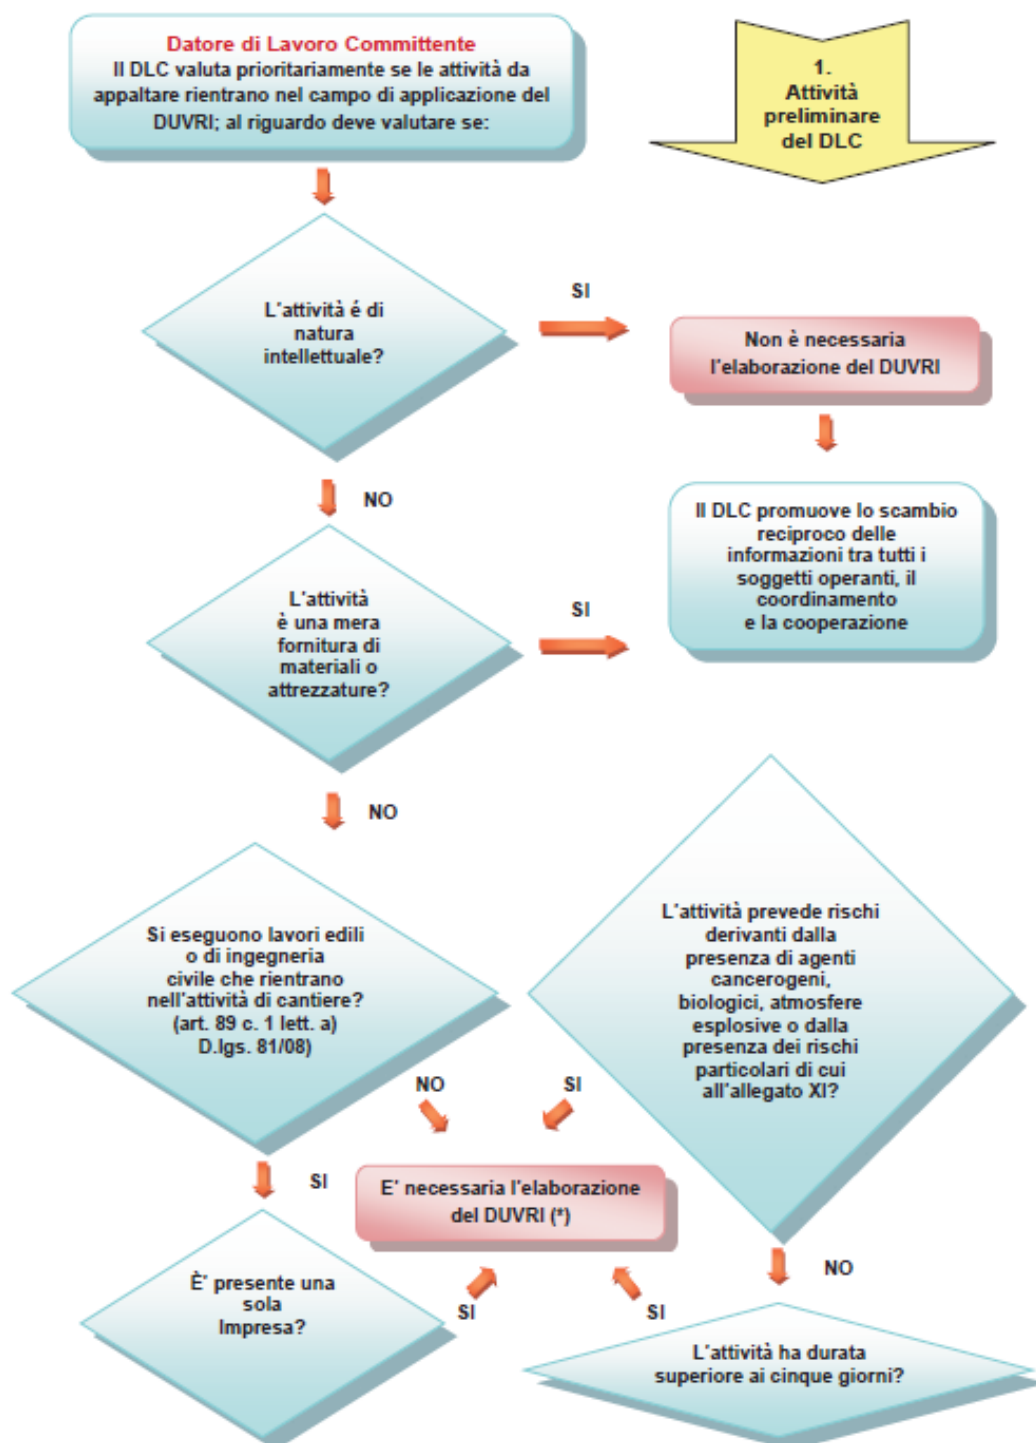 Datore di Lavoro Committente
Il DLC valuta prioritariamente se le attività da
appaltare rientrano nel campo di applicazione del
DUVRI; al riguardo deve valutare se:
1.
Attività
preliminare
del DLC
L'attività é di
natura
intellettuale?
SI
Non è necessaria
l'elaborazione del DUVRI
NO
Il DLC promuove lo scambio
reciproco delle
informazioni tra tutti i
soggetti operanti, il
coordinamento
e la cooperazione
L'attività
è una mera
fornitura di
materiali o
attrezzature?
SI
NO
Si eseguono lavori edili
o di ingegneria
civile che rientrano
nell'attività di cantiere?
(art. 89 c. 1 lett. a)
D.lgs. 81/08)
L'attività prevede rischi
derivanti dalla
presenza di agenti
cancerogeni,
biologici, atmosfere
esplosive o dalla
presenza dei rischi
particolari di cui
all'allegato XI?
NO
SI
SI
E' necessaria l'elaborazione
del DUVRI (*)
NO
È' presente una
sola
Impresa?
SI
SI
L'attività ha durata
superiore ai cinque giorni?